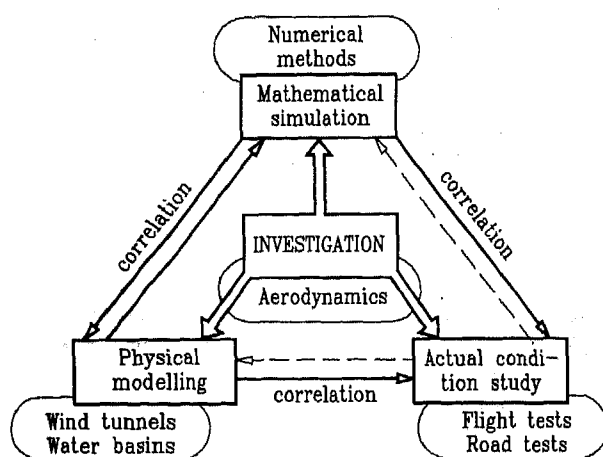 Numerical
methods
Mathematical
simulation
correlation
correlation
INVESTIGATION
Aerodynamics
Physical
modelling
Actual condi-
tion study
correlation
Wind tunnels
Water basins
Flight tests
Road tests